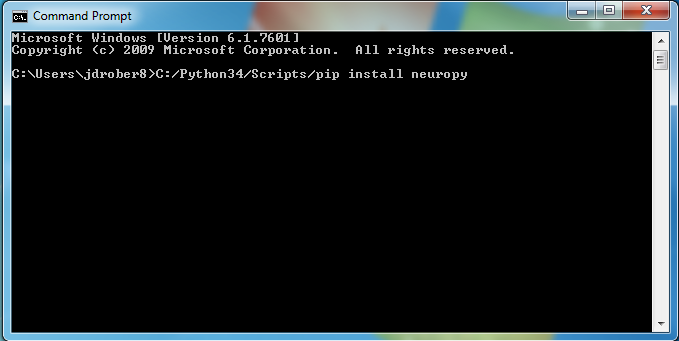 Command Prompt
Microsoft Windows [Version 6.1.7601]
Copyright (c) 2009 Microsoft Corporation.  All rights reserved.
C:\Users\jdrober8>C:/Python34/Scripts/pip install neuropy